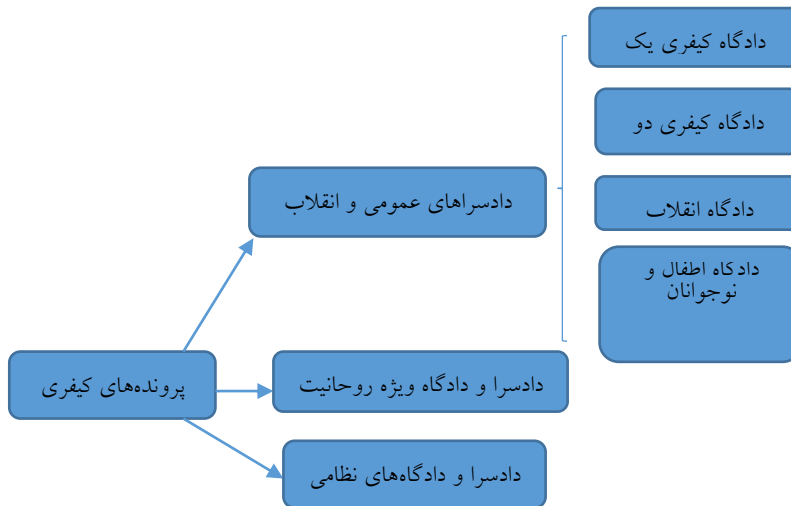 دادگاه کیفری یک
دادگاه کیفری دو
دادسراهای عمومی و انقلاب
دادگاه انقلاب
دادگاه اطفال و
نوجوانان
پرونده‌های کیفری
دادسرا و دادگاه ویژه روحانیت
دادسرا و دادگاه‌های نظامی